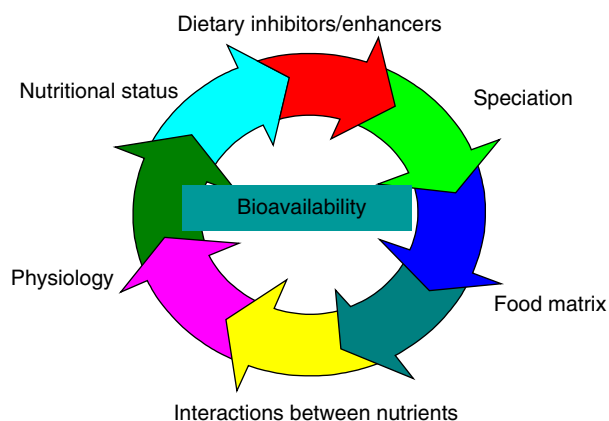 Dietary inhibitors/enhancers
Nutritional status
Speciation
Bioavailability
Physiology
Food matrix
Interactions between nutrients